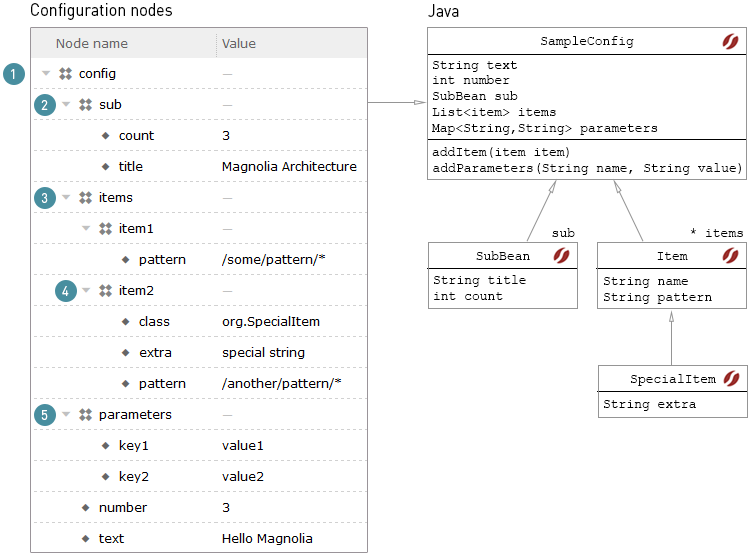 Configuration nodes
Node name Value
1 config —
2 sub —
count 3
title Magnolia Architecture
3 items —
item1 —
pattern /some/pattern/*
4 item2 —
class org.SpecialItem
extra special string
pattern /another/pattern/*
5 parameters —
key1 value1
key2 value2
number 3
text Hello Magnolia
Java
SampleConfig
String text
int number
SubBean sub
List<item> items
Map<String,String> parameters
addItem(item item)
addParameters(String name, String value)
sub
* items
SubBean
String title
int count
Item
String name
String pattern
SpecialItem
String extra